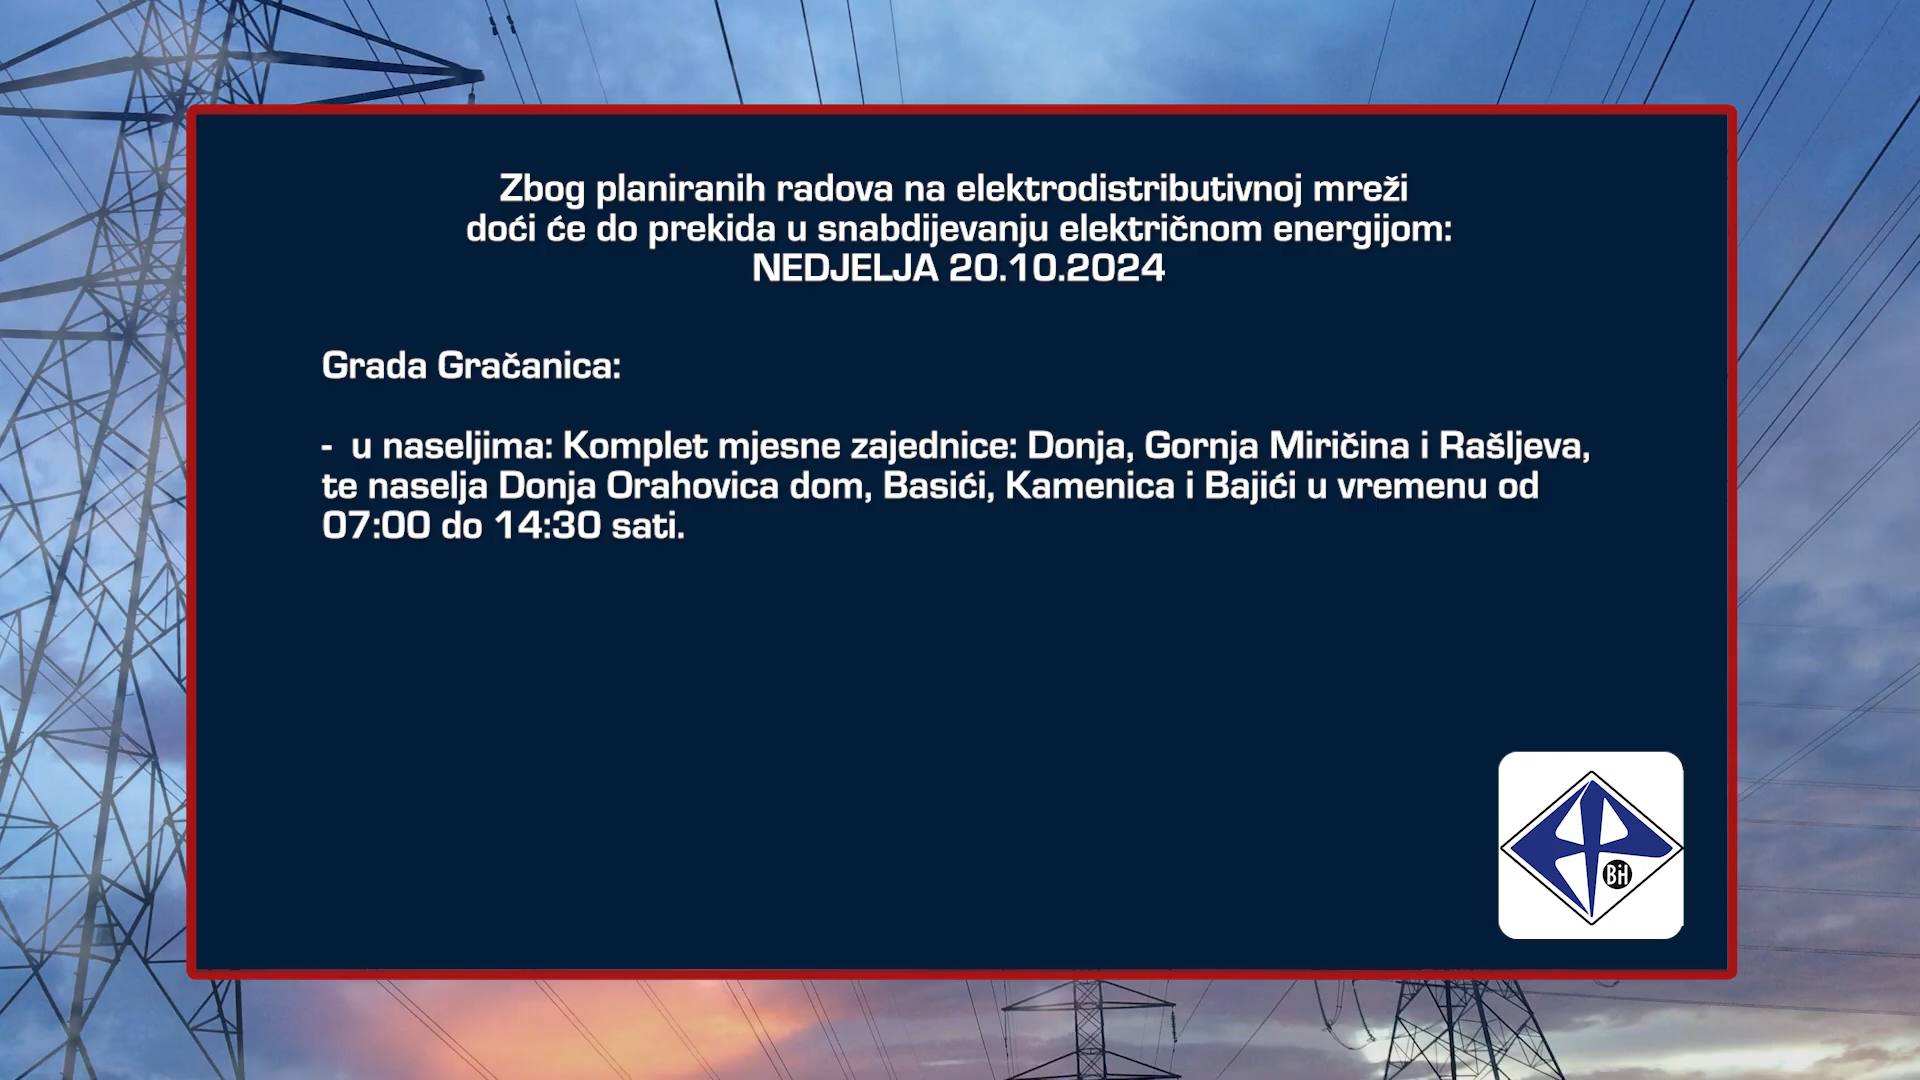 Zbog planiranih radova na elektrodistributivnoj mreži
doći će do prekida u snabdijevanju električnom energijom:
NEDJELJA 20.10.2024
Grada Gračanica:
- u naseljima: Komplet mjesne zajednice: Donja, Gornja Miričina i Rašljeva,
te naselja Donja Orahovica dom, Basići, Kamenica i Bajići u vremenu od
07:00 do 14:30 sati.
BiH